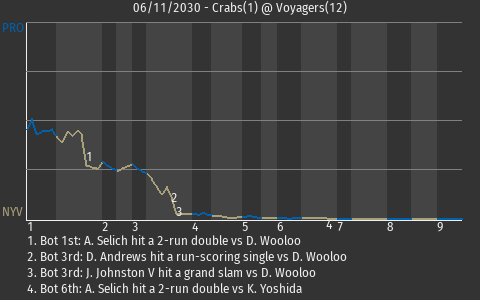 06/11/2030 - Crabs(1) @ Voyagers(12)
PRO
1
2
3
4
NYV
1 2 3 4 5 6 7 8 9
1. Bot 1st: A. Selich hit a 2-run double vs D. Wooloo
2. Bot 3rd: D. Andrews hit a run-scoring single vs D. Wooloo
3. Bot 3rd: J. Johnston V hit a grand slam vs D. Wooloo
4. Bot 6th: A. Selich hit a 2-run double vs K. Yoshida